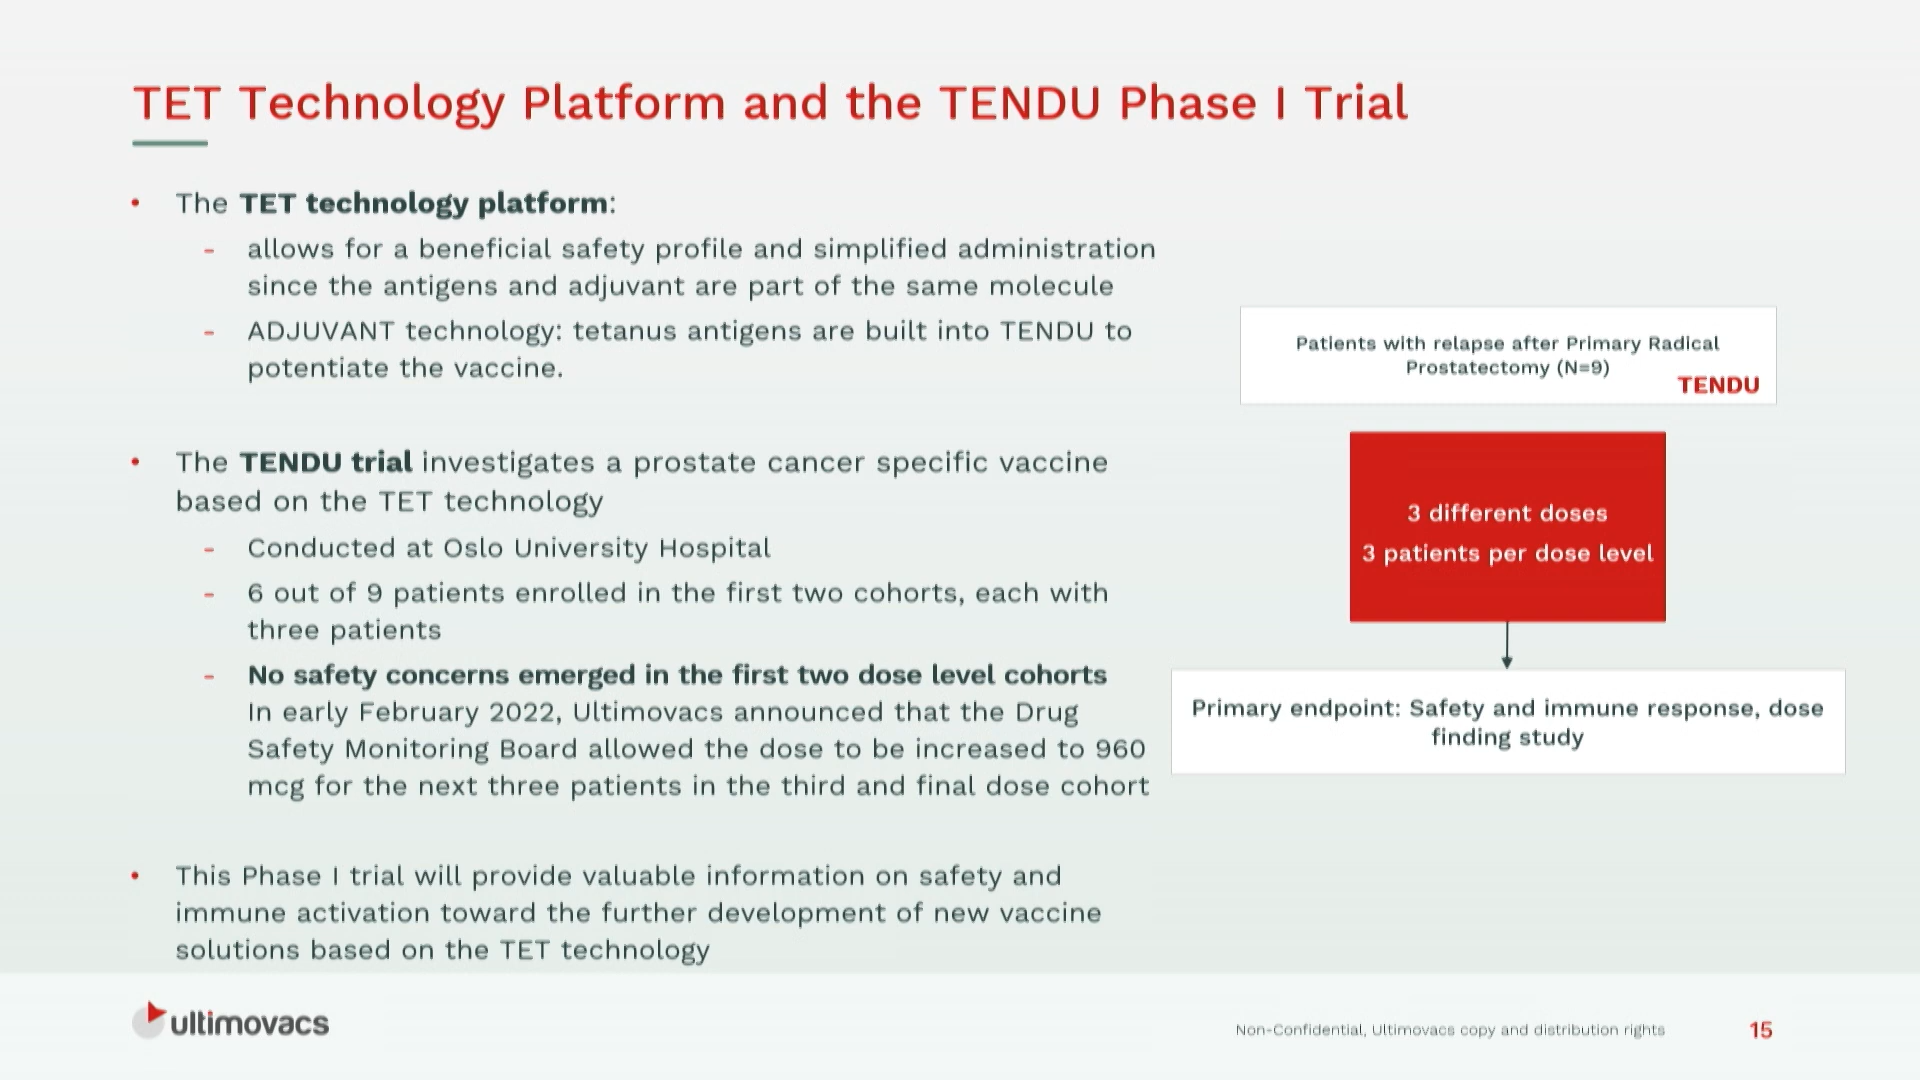 TET Technology Platform and the TENDU Phase I Trial
• The TET technology platform:
- allows for a beneficial safety profile and simplified administration
since the antigens and adjuvant are part of the same molecule
- ADJUVANT technology: tetanus antigens are built into TENDU to
potentiate the vaccine.
• The TENDU trial investigates a prostate cancer specific vaccine
based on the TET technology
- Conducted at Oslo University Hospital
- 6 out of 9 patients enrolled in the first two cohorts, each with
three patients
- No safety concerns emerged in the first two dose level cohorts
In early February 2022, Ultimovacs announced that the Drug
Safety Monitoring Board allowed the dose to be increased to 960
mcg for the next three patients in the third and final dose cohort
• This Phase I trial will provide valuable information on safety and
immune activation toward the further development of new vaccine
solutions based on the TET technology
Patients with relapse after Primary Radical
Prostatectomy (N=9)
TENDU
3 different doses
3 patients per dose level
Primary endpoint: Safety and immune response, dose
finding study
ultimovacs
Non-Confidential, Ultimovacs copy and distribution rights
15